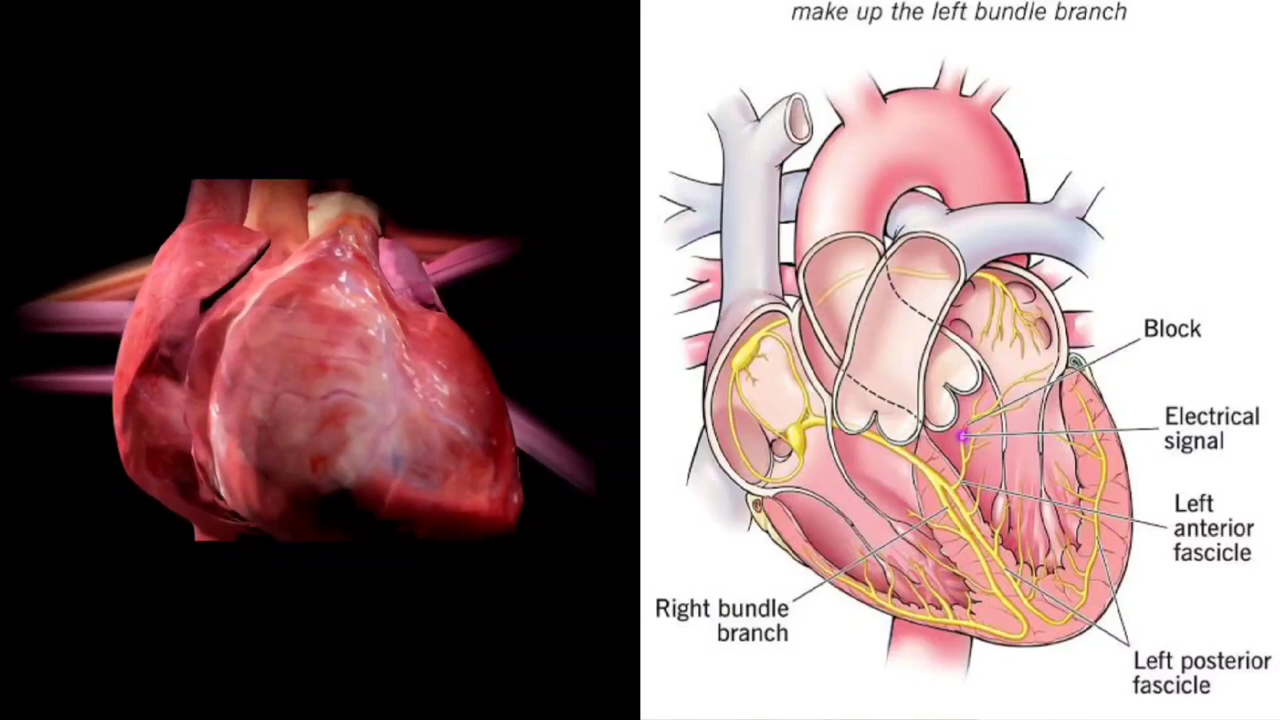 make up the left bundle branch
Block
Electrical
signal
Left
anterior
fascicle
Right bundle
branch
Left posterior
fascicle